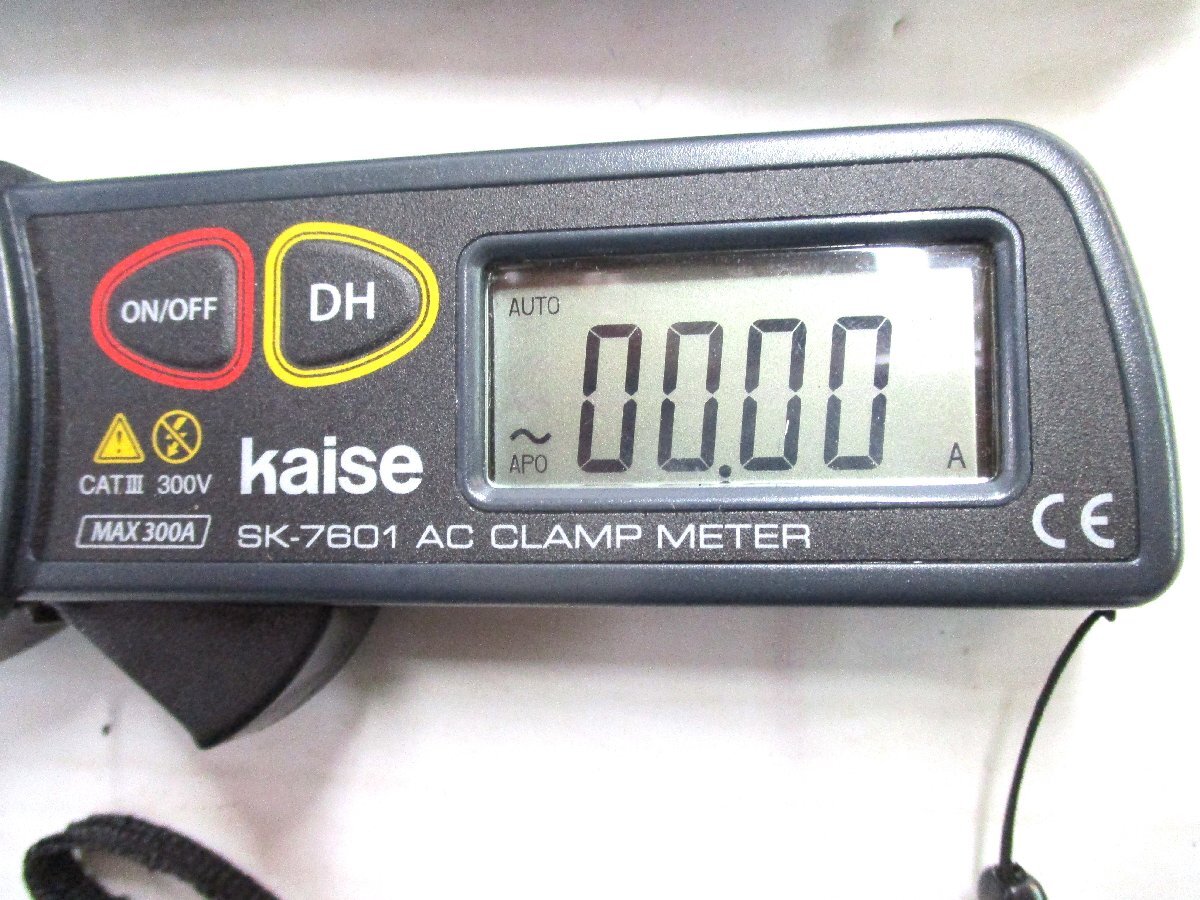 ON/OFF
DH
AUTO
00.00
~
APO
A
CAT III 300V
kaise
MAX 300A
SK-7601 AC CLAMP METER
CE